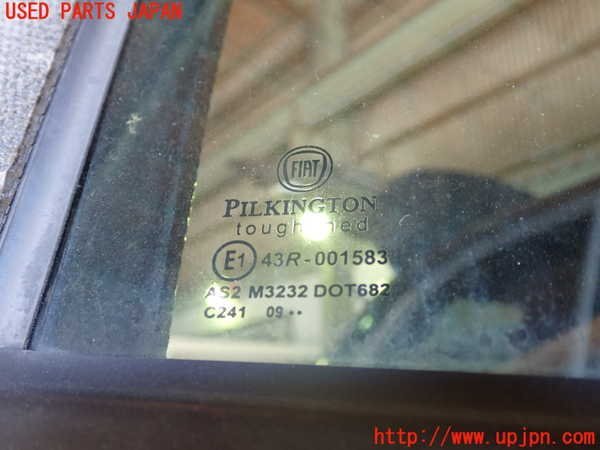 USED PARTS JAPAN
FIAT
PILKINGTON
toughened
E1 43R-001583
AS2 M3232 DOT682
C241 09 ••
http://www.upjpn.com/